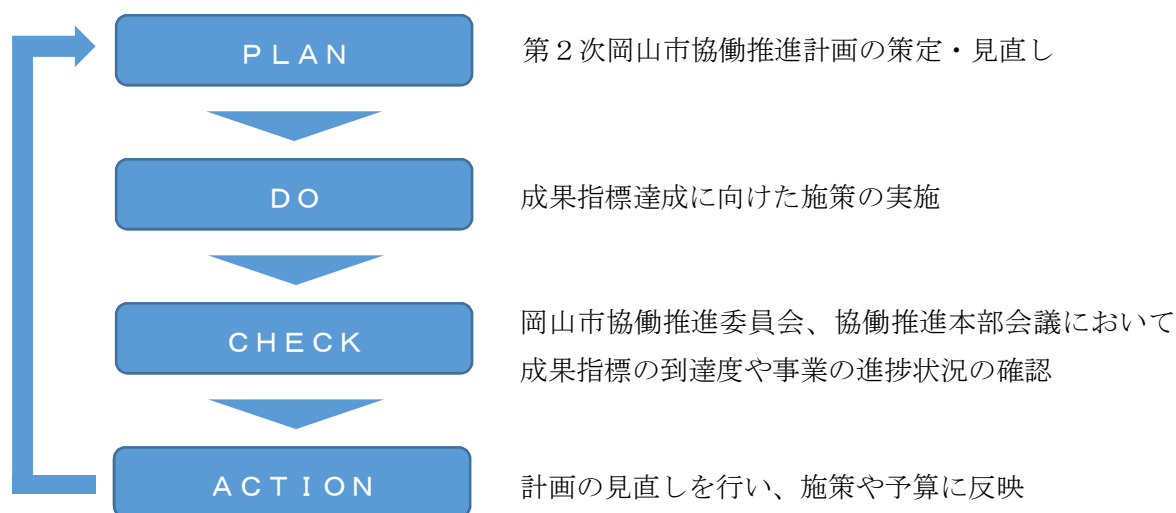 ＰＬＡＮ
第２次岡山市協働推進計画の策定・見直し
ＤＯ
成果指標達成に向けた施策の実施
ＣＨＥＣＫ
岡山市協働推進委員会、協働推進本部会議において
成果指標の到達度や事業の進捗状況の確認
ＡＣＴＩＯＮ
計画の見直しを行い、施策や予算に反映